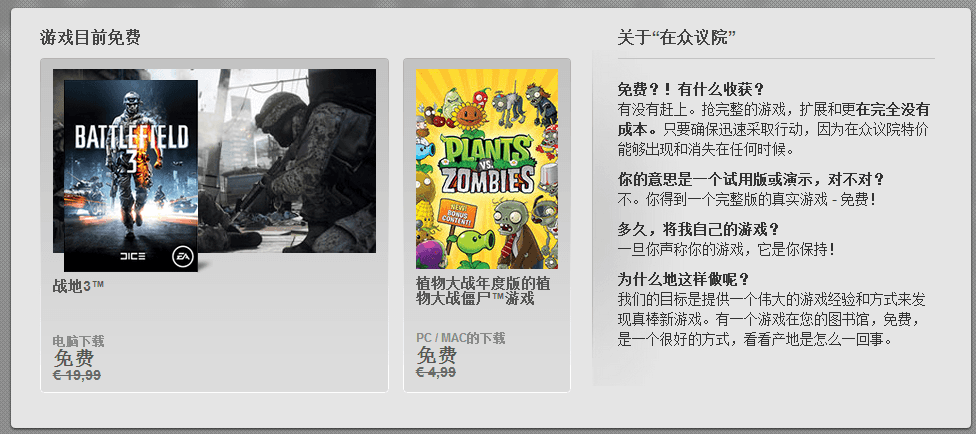 游戏目前免费
BATTLEFIELD
3
DICE
EA
战地3™
电脑下载
免费
€ 19,99
PLANTS
VS.
ZOMBIES
NEW!
BONUS
CONTENT!
植物大战年度版的植
物大战僵尸™游戏
PC / MAC的下载
免费
€ 4,99
关于“在众议院”
免费？！有什么收获？
有没有赶上。抢完整的游戏，扩展和更在完全没有
成本。只要确保迅速采取行动，因为在众议院特价
能够出现和消失在任何时候。
你的意思是一个试用版或演示，对不对？
不。你得到一个完整版的真实游戏 - 免费！
多久，将我自己的游戏？
一旦你声称你的游戏，它是你保持！
为什么地这样做呢？
我们的目标是提供一个伟大的游戏经验和方式来发
现真棒新游戏。有一个游戏在您的图书馆，免费，
是一个很好的方式，看看产地是怎么一回事。